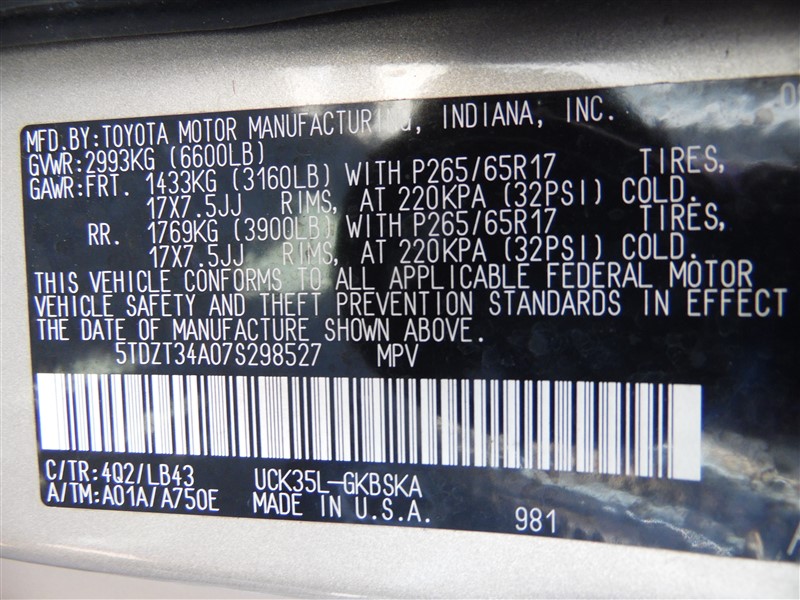 MFD.BY:TOYOTA MOTOR MANUFACTURING, INDIANA, INC.
GVWR:2993KG (6600LB)
GAWR:FRT. 1433KG (3160LB) WITH P265/65R17 TIRES,
17X7.5JJ RIMS, AT 220KPA (32PSI) COLD.
RR. 1769KG (3900LB) WITH P265/65R17 TIRES,
17X7.5JJ RIMS, AT 220KPA (32PSI) COLD.
THIS VEHICLE CONFORMS TO ALL APPLICABLE FEDERAL MOTOR
VEHICLE SAFETY AND THEFT PREVENTION STANDARDS IN EFFECT
THE DATE OF MANUFACTURE SHOWN ABOVE.
5TDZT34A07S298527 MPV
C/TR:4Q2/LB43 UCK35L-GKBSKA
A/TM:A01A/A750E MADE IN U.S.A. 981